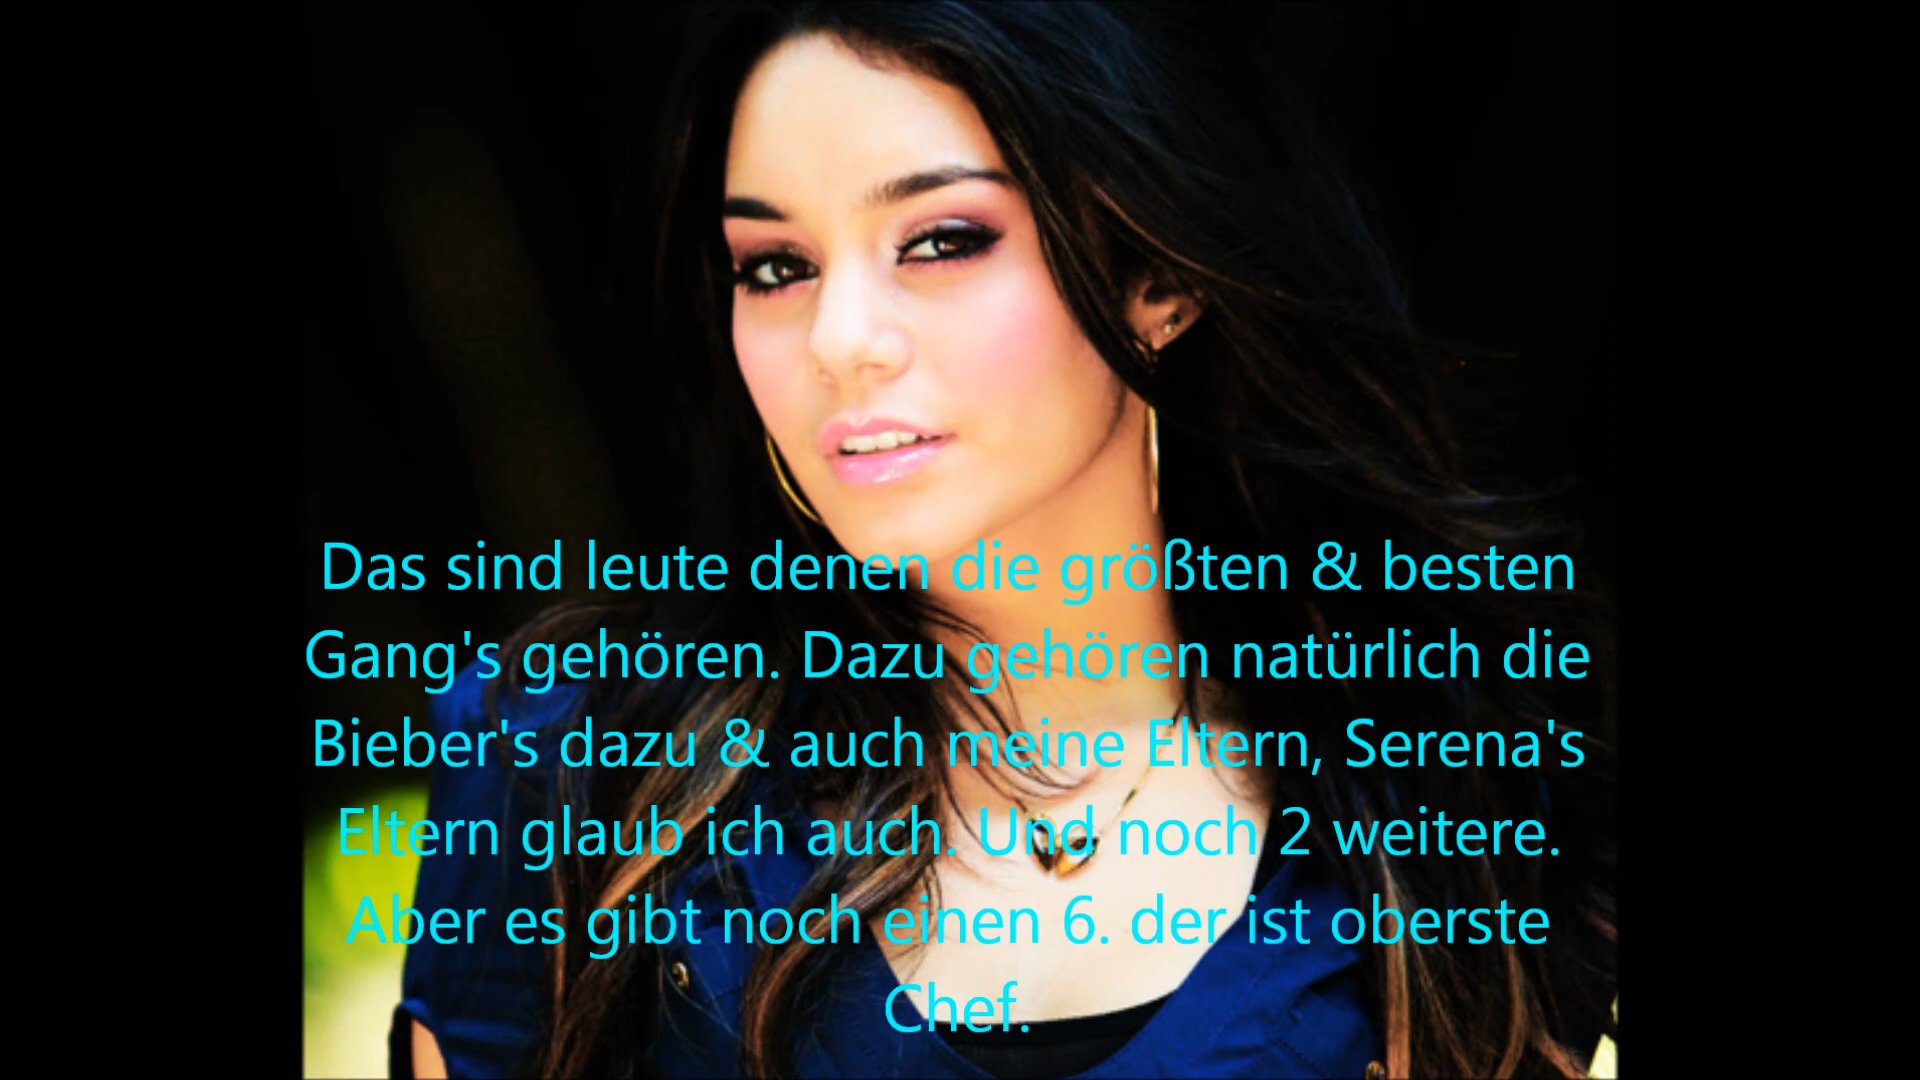 Das sind leute denen die größten & besten
Gang's gehören. Dazu gehören natürlich die
Bieber's dazu & auch meine Eltern, Serena's
Eltern glaub ich auch. Und noch 2 weitere.
Aber es gibt noch einen 6. der ist oberste
Chef.